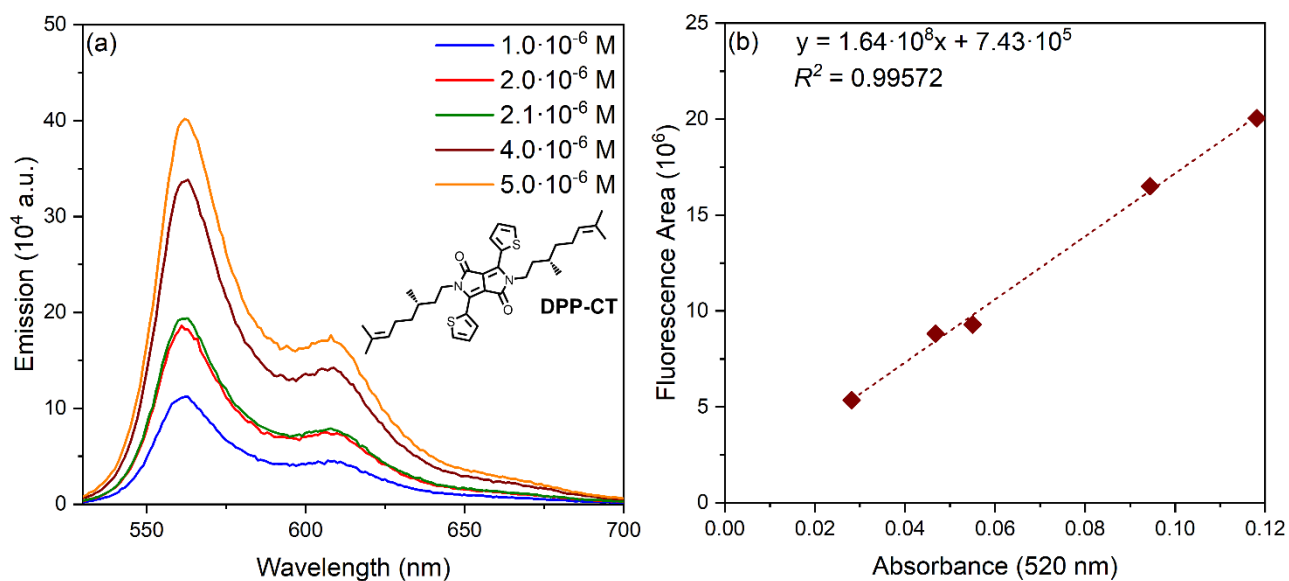 (a)
1.0·10⁻⁶ M
2.0·10⁻⁶ M
2.1·10⁻⁶ M
4.0·10⁻⁶ M
5.0·10⁻⁶ M
50
40
30
20
10
0
Emission (10⁴ a.u.)
550
600
650
700
Wavelength (nm)
S
O
N
N
O
S
DPP-CT
(b)
y = 1.64·10⁸x + 7.43·10⁵
R² = 0.99572
25
20
15
10
5
0
Fluorescence Area (10⁶)
0.00
0.02
0.04
0.06
0.08
0.10
0.12
Absorbance (520 nm)